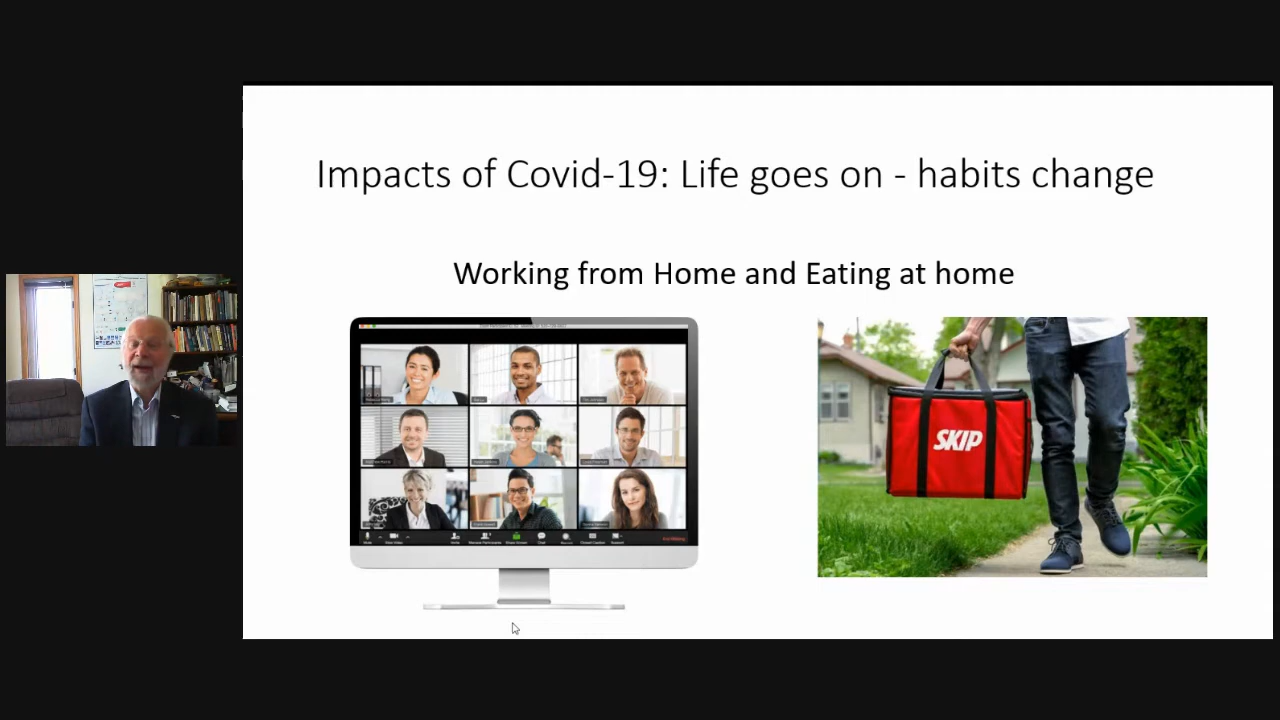 Impacts of Covid-19: Life goes on - habits change
Working from Home and Eating at home
SKIP